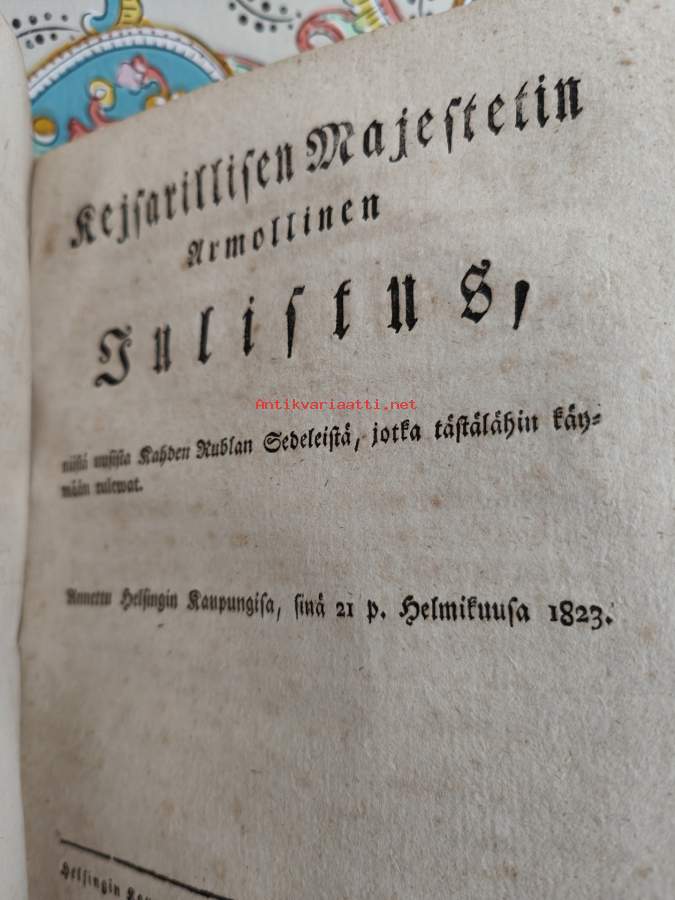 Kejsarillisen Majestetin
Armollinen
Julistus,
Antikvariaatti.net
niistä uusista Kahden Rublan Sedeleistä, jotka tästälähin käy=
mään tulewat.
Annettu Helsingin Kaupungisa, sinä 21 p. Helmikuusa 1823.
Helsingin